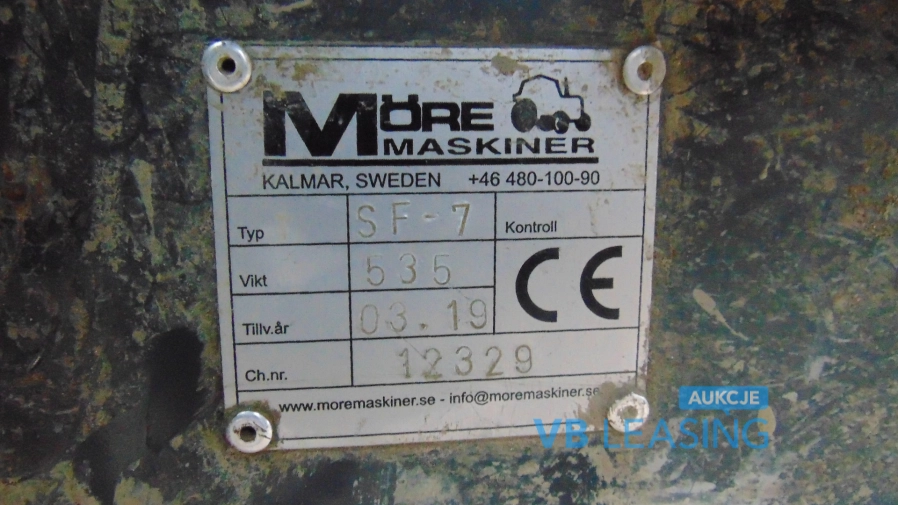 MÖRE
MASKINER
KALMAR, SWEDEN +46 480-100-90
Typ SF-7 Kontroll
Vikt 535 CE
Tillv.år 03.19
Ch.nr. 12329
www.moremaskiner.se - info@moremaskiner.se
AUKCJE
VB LEASING